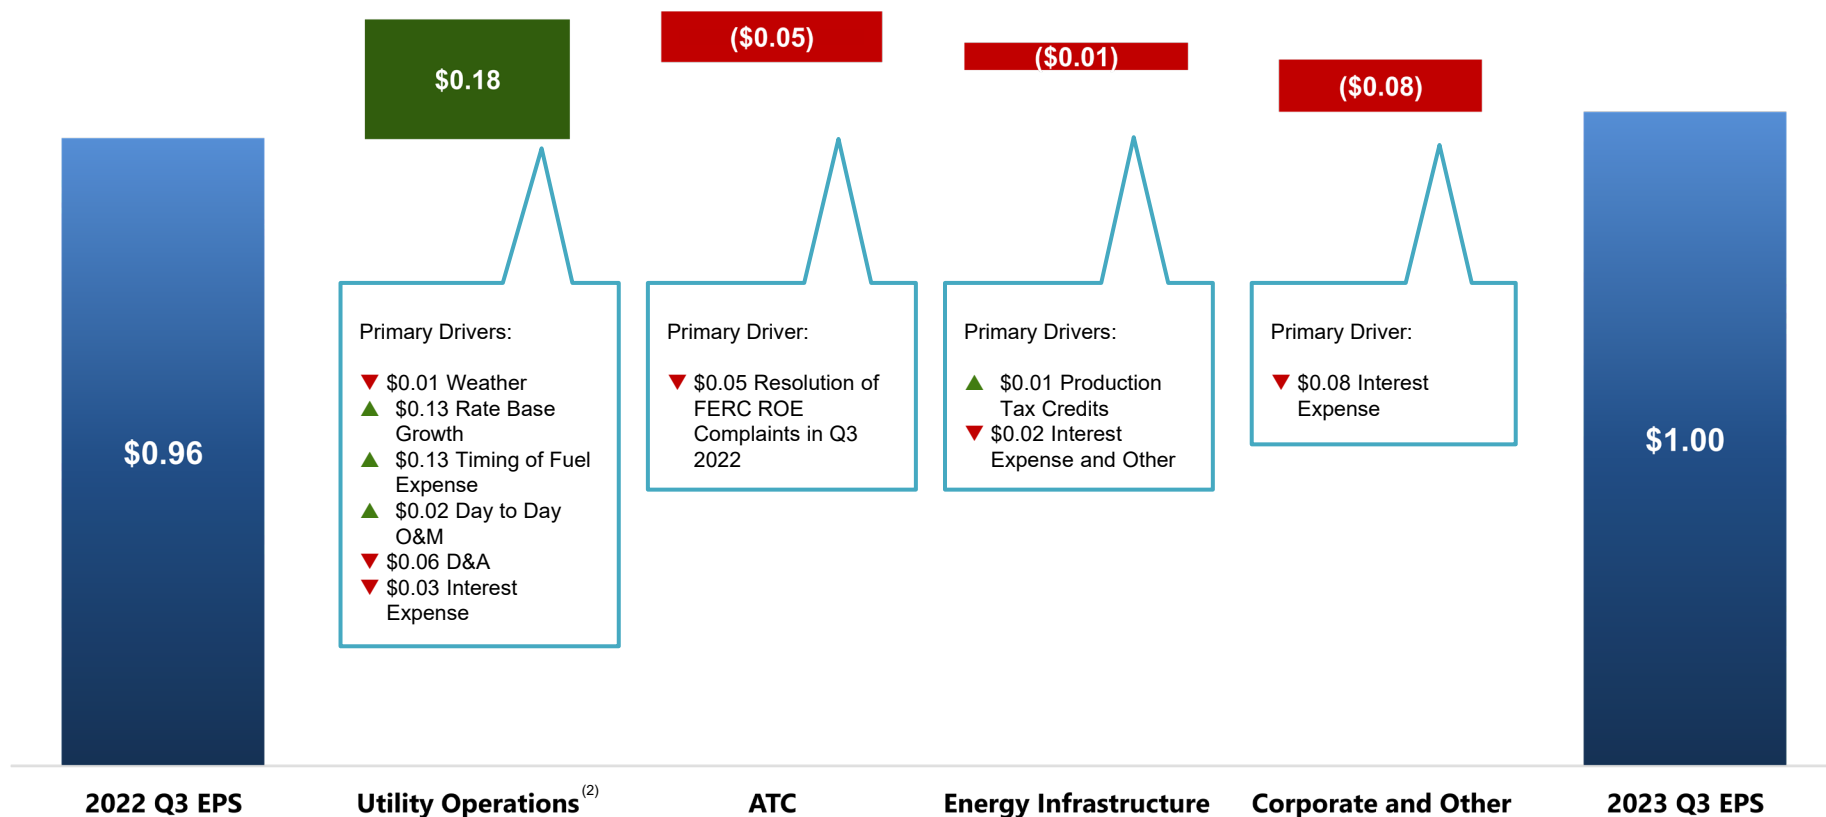 $0.18
($0.05)
($0.01)
($0.08)
$0.96
$1.00
Primary Drivers:
$0.01 Weather
$0.13 Rate Base
Growth
$0.13 Timing of Fuel
Expense
$0.02 Day to Day
O&M
$0.06 D&A
$0.03 Interest
Expense
Primary Driver:
$0.05 Resolution of
FERC ROE
Complaints in Q3
2022
Primary Drivers:
$0.01 Production
Tax Credits
$0.02 Interest
Expense and Other
Primary Driver:
$0.08 Interest
Expense
2022 Q3 EPS
Utility Operations(2)
ATC
Energy Infrastructure
Corporate and Other
2023 Q3 EPS